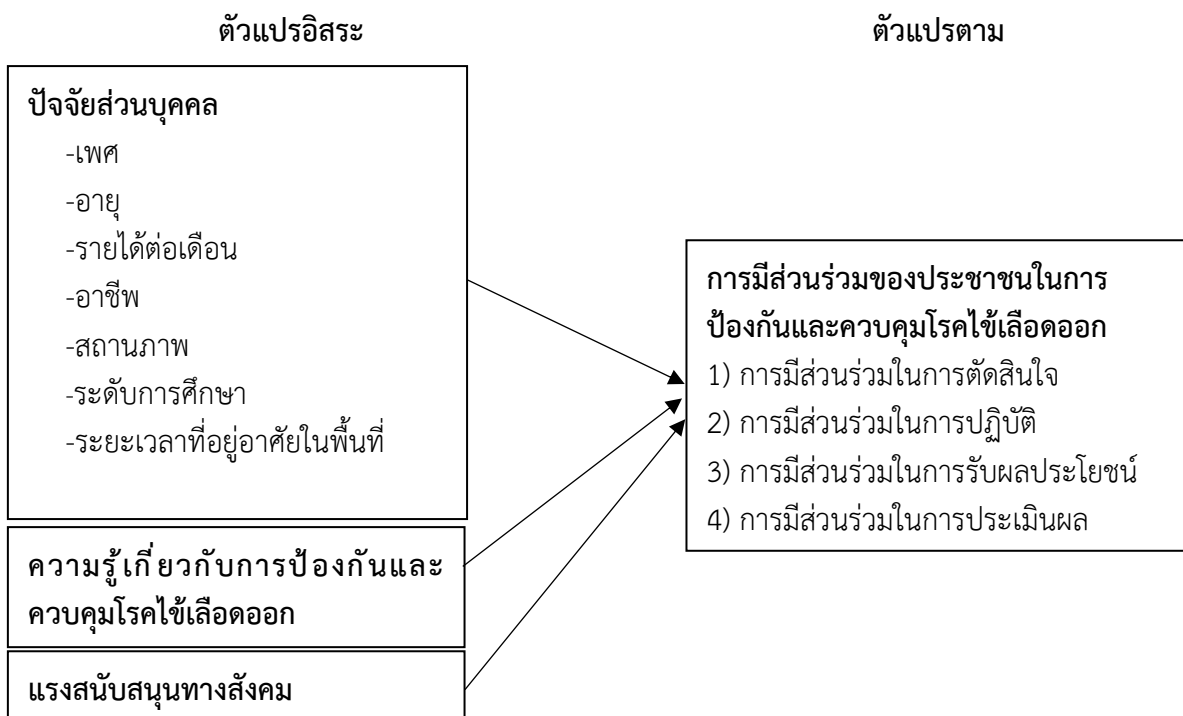 ตัวแปรอิสระ
ตัวแปรตาม
ปัจจัยส่วนบุคคล
-เพศ
-อายุ
-รายได้ต่อเดือน
-อาชีพ
-สถานภาพ
-ระดับการศึกษา
-ระยะเวลาที่อยู่อาศัยในพื้นที่
ความรู้เกี่ยวกับการป้องกันและ
ควบคุมโรคไข้เลือดออก
แรงสนับสนุนทางสังคม
การมีส่วนร่วมของประชาชนในการ
ป้องกันและควบคุมโรคไข้เลือดออก
1) การมีส่วนร่วมในการตัดสินใจ
2) การมีส่วนร่วมในการปฏิบัติ
3) การมีส่วนร่วมในการรับผลประโยชน์
4) การมีส่วนร่วมในการประเมินผล